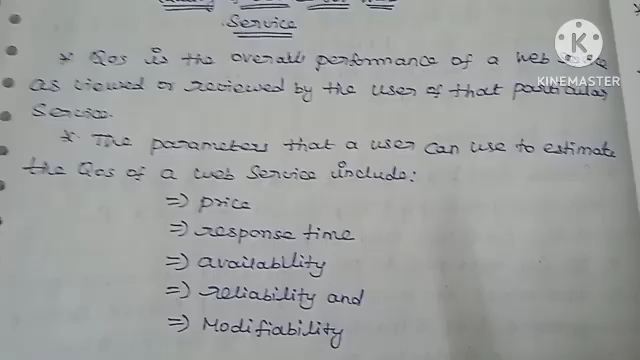 Service
* Qos is the overall performance of a web
as viewed or reviewed by the user of that particular
Service.
* The parameters that a user can use to estimate
the Qos of a web service include:
=) price
=) response time
=) availability
=) reliability and
=) Modifiability
KINEMASTER